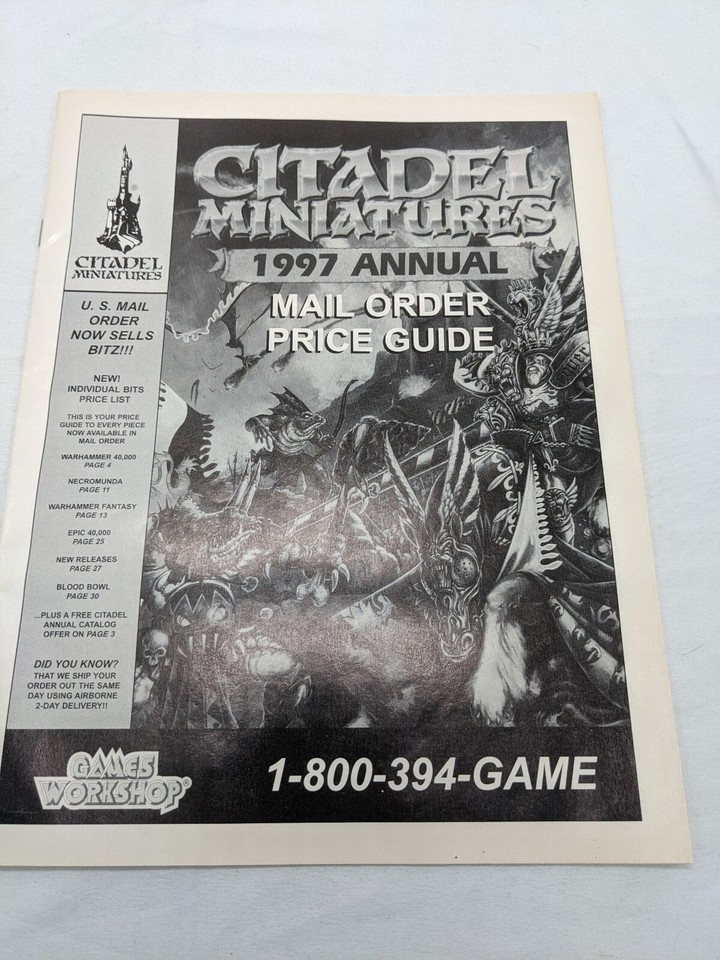 CITADEL
MINIATURES
1997 ANNUAL
MAIL ORDER
PRICE GUIDE
CITADEL
MINIATURES
U. S. MAIL
ORDER
NOW SELLS
BITZ!!!
NEW!
INDIVIDUAL BITS
PRICE LIST
THIS IS YOUR PRICE
GUIDE TO EVERY PIECE
NOW AVAILABLE IN
MAIL ORDER
WARHAMMER 40,000
PAGE 4
NECROMUNDA
PAGE 11
WARHAMMER FANTASY
PAGE 13
EPIC 40,000
PAGE 25
NEW RELEASES
PAGE 27
BLOOD BOWL
PAGE 30
...PLUS A FREE CITADEL
ANNUAL CATALOG
OFFER ON PAGE 3
DID YOU KNOW?
THAT WE SHIP YOUR
ORDER OUT THE SAME
DAY USING AIRBORNE
2-DAY DELIVERY!!
GAMES
WORKSHOP®
1-800-394-GAME